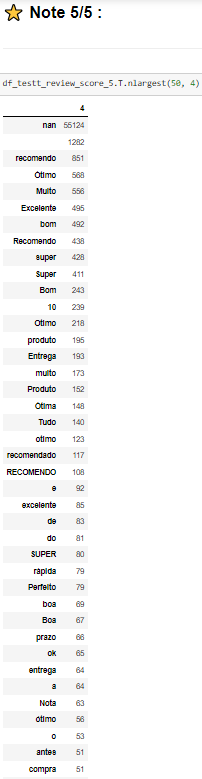 ⭐ Note 5/5 :
df_testt_review_score_5.T.nlargest(50, 4)
4
nan 55124
1282
recomendo 851
Ótimo 568
Muito 556
Excelente 495
bom 492
Recomendo 438
super 428
Super 411
Bom 243
10 239
Otimo 218
produto 195
Entrega 193
muito 173
Produto 152
Ótima 148
Tudo 140
otimo 123
recomendado 117
RECOMENDO 108
e 92
excelente 85
de 83
do 81
SUPER 80
rápida 79
Perfeito 79
boa 69
Boa 67
prazo 66
ok 65
entrega 64
a 64
Nota 63
ótimo 56
o 53
antes 51
compra 51